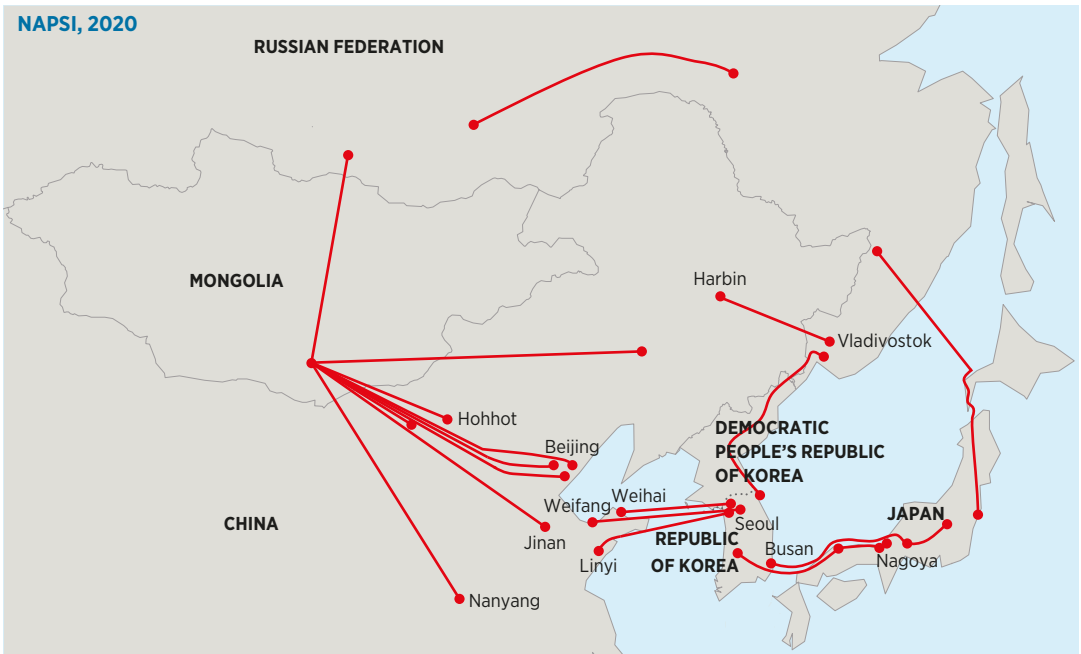 NAPSI, 2020
RUSSIAN FEDERATION
MONGOLIA
Harbin
Vladivostok
Hohhot
DEMOCRATIC
PEOPLE'S REPUBLIC
OF KOREA
Beijing
Weihai
Weifang
CHINA
JAPAN
Seoul
Jinan
REPUBLIC
OF KOREA
Busan
Nagoya
Linyi
Nanyang